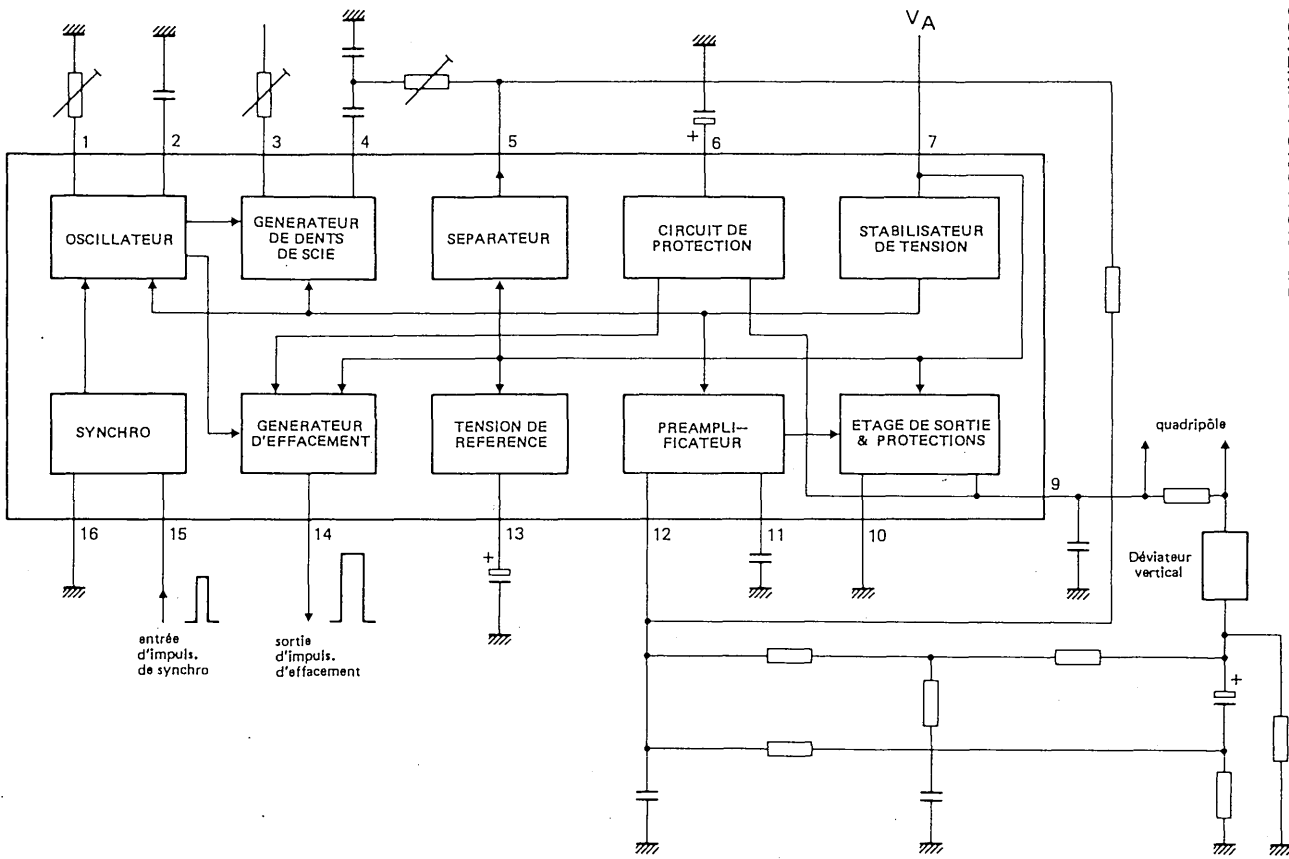 VA
1
2
3
4
5
6
+
7
OSCILLATEUR
GENERATEUR
DE DENTS
DE SCIE
SEPARATEUR
CIRCUIT DE
PROTECTION
STABILISATEUR
DE TENSION
SYNCHRO
GENERATEUR
D'EFFACEMENT
TENSION DE
REFERENCE
PREAMPLI-
FICATEUR
ETAGE DE SORTIE
& PROTECTIONS
quadripôle
9
16
15
14
13
12
11
10
+
Déviateur
vertical
entrée
d'impuls.
de synchro
sortie
d'impuls.
d'effacement
+